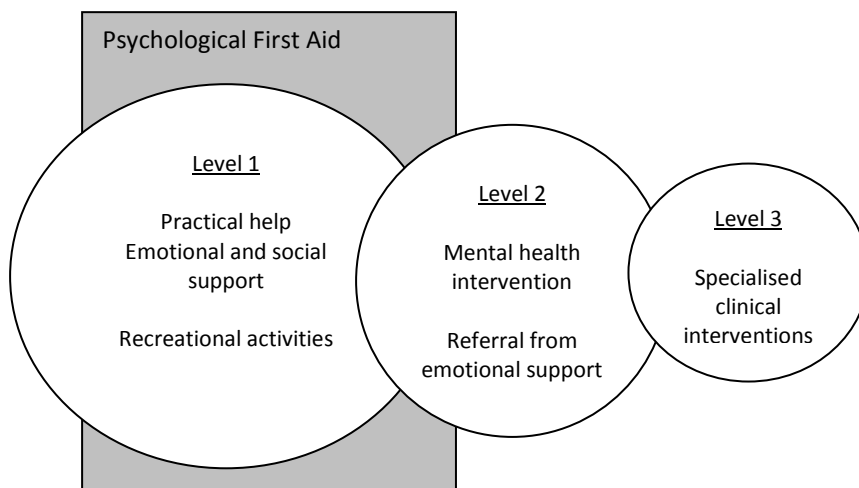 Psychological First Aid
Level 1
Practical help
Emotional and social
support
Recreational activities
Level 2
Mental health
intervention
Referral from
emotional support
Level 3
Specialised
clinical
interventions